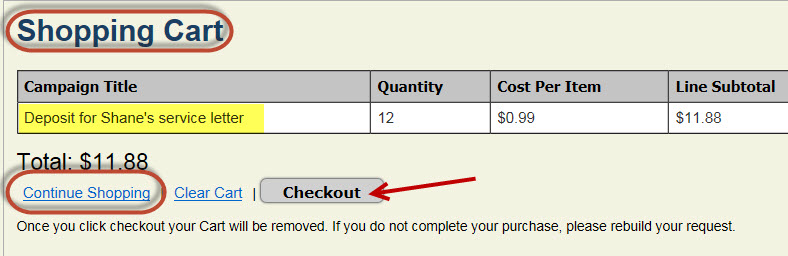 Shopping Cart
Campaign Title Quantity Cost Per Item Line Subtotal
Deposit for Shane's service letter 12 $0.99 $11.88
Total: $11.88
Continue Shopping | Clear Cart | Checkout
Once you click checkout your Cart will be removed. If you do not complete your purchase, please rebuild your request.